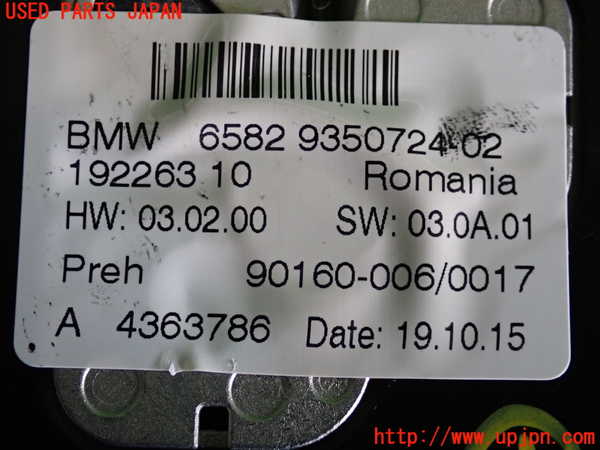 USED PARTS JAPAN
BMW 6582 9350724-02
192263 10 Romania
HW: 03.02.00 SW: 03.0A.01
Preh 90160-006/0017
A 4363786 Date: 19.10.15
http://www.upjpn.com